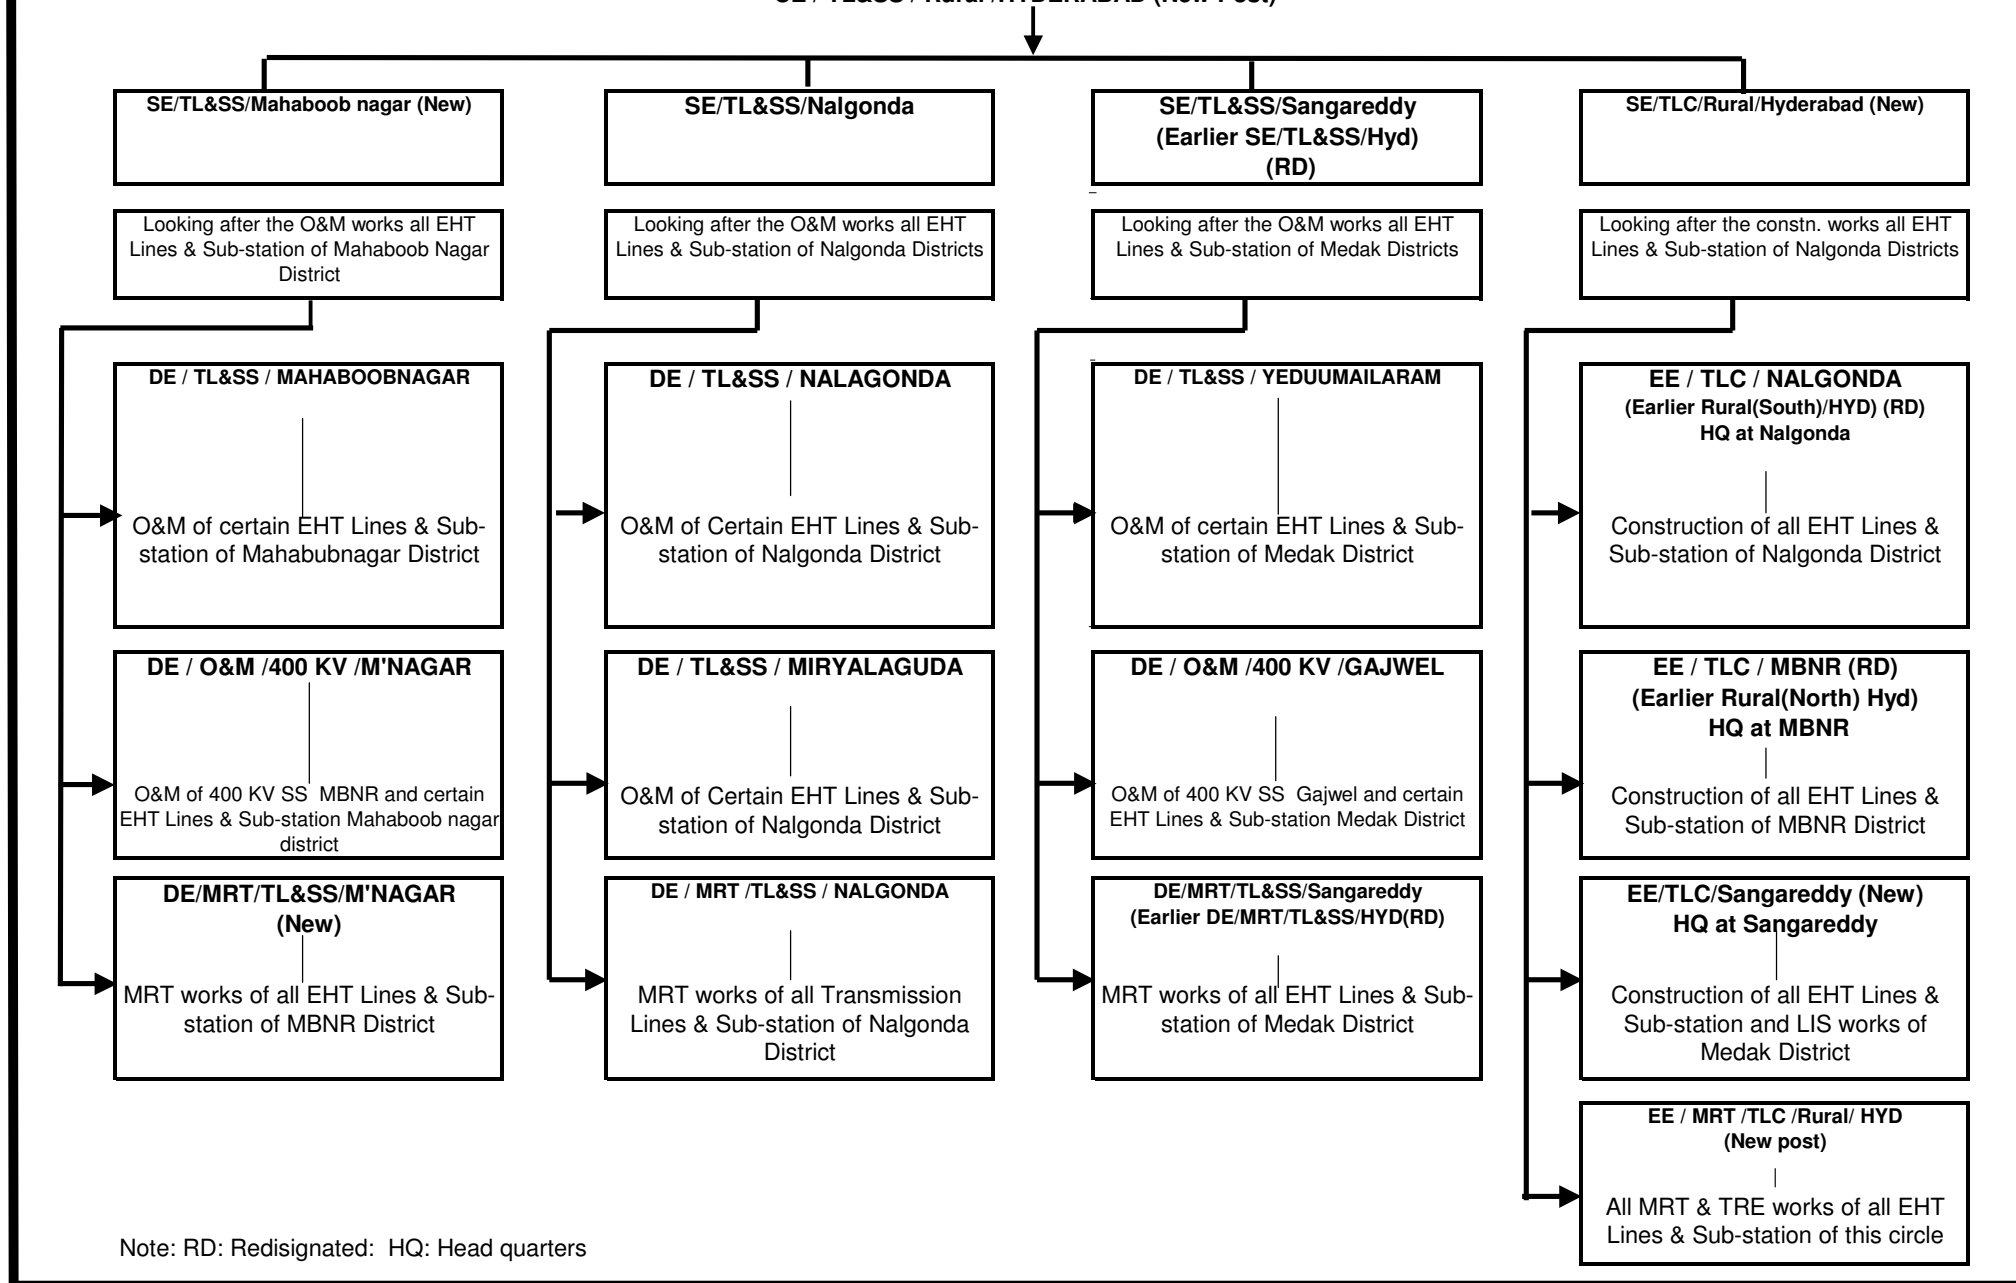 / TL&SS / Rural /HYDERABAD (New Post)
SE/TL&SS/Mahaboob nagar (New)
Looking after the O&M works all EHT
Lines & Sub-station of Mahaboob Nagar
District
DE / TL&SS / MAHABOOBNAGAR
O&M of certain EHT Lines & Sub-
station of Mahabubnagar District
DE / O&M /400 KV /M'NAGAR
O&M of 400 KV SS MBNR and certain
EHT Lines & Sub-station Mahaboob nagar
district
DE/MRT/TL&SS/M'NAGAR
(New)
MRT works of all EHT Lines & Sub-
station of MBNR District
SE/TL&SS/Nalgonda
Looking after the O&M works all EHT
Lines & Sub-station of Nalgonda Districts
DE / TL&SS / NALAGONDA
O&M of Certain EHT Lines & Sub-
station of Nalgonda District
DE / TL&SS / MIRYALAGUDA
O&M of Certain EHT Lines & Sub-
station of Nalgonda District
DE / MRT /TL&SS / NALGONDA
MRT works of all Transmission
Lines & Sub-station of Nalgonda
District
SE/TL&SS/Sangareddy
(Earlier SE/TL&SS/Hyd)
(RD)
Looking after the O&M works all EHT
Lines & Sub-station of Medak Districts
DE / TL&SS / YEDUUMAILARAM
O&M of certain EHT Lines & Sub-
station of Medak District
DE / O&M /400 KV /GAJWEL
O&M of 400 KV SS Gajwel and certain
EHT Lines & Sub-station Medak District
DE/MRT/TL&SS/Sangareddy
(Earlier DE/MRT/TL&SS/HYD(RD)
MRT works of all EHT Lines & Sub-
station of Medak District
SE/TLC/Rural/Hyderabad (New)
Looking after the constn. works all EHT
Lines & Sub-station of Nalgonda Districts
EE / TLC / NALGONDA
(Earlier Rural(South)/HYD) (RD)
HQ at Nalgonda
Construction of all EHT Lines &
Sub-station of Nalgonda District
EE / TLC / MBNR (RD)
(Earlier Rural(North) Hyd)
HQ at MBNR
Construction of all EHT Lines &
Sub-station of MBNR District
EE/TLC/Sangareddy (New)
HQ at Sangareddy
Construction of all EHT Lines &
Sub-station and LIS works of
Medak District
EE / MRT /TLC /Rural/ HYD
(New post)
All MRT & TRE works of all EHT
Lines & Sub-station of this circle
Note: RD: Redisignated: HQ: Head quarters